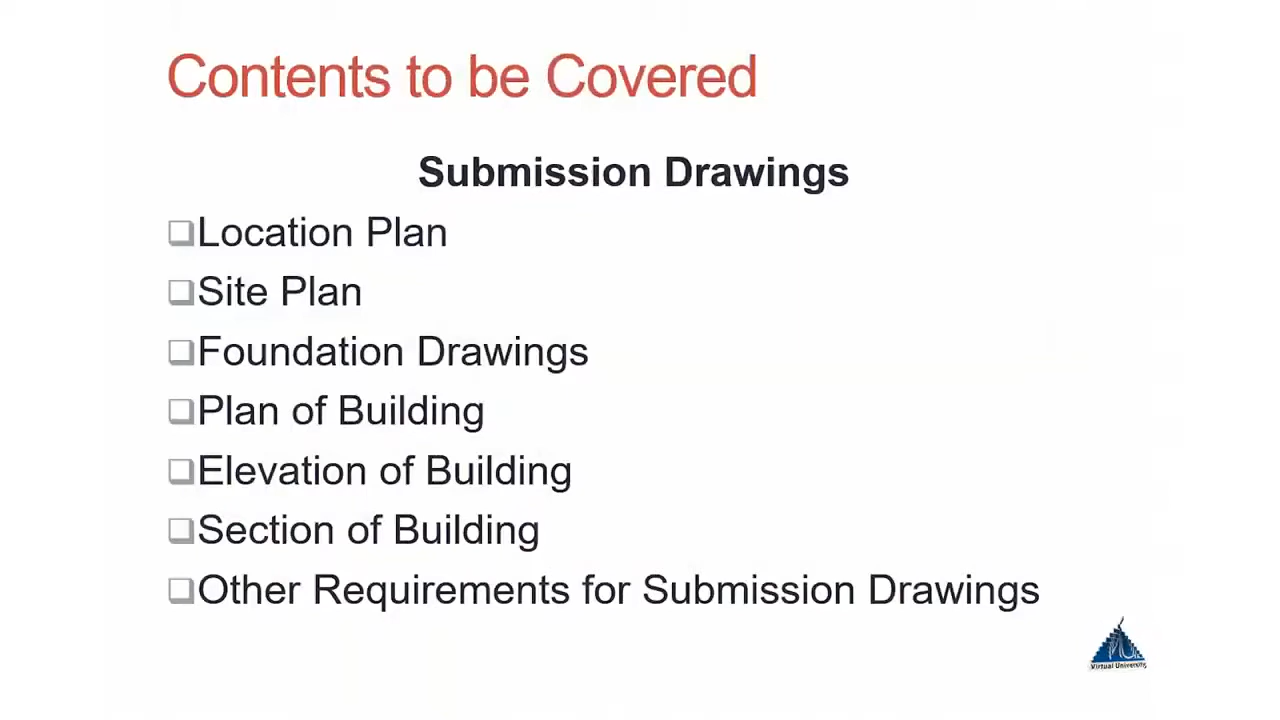 Contents to be Covered
Submission Drawings
Location Plan
Site Plan
Foundation Drawings
Plan of Building
Elevation of Building
Section of Building
Other Requirements for Submission Drawings
Virtual University